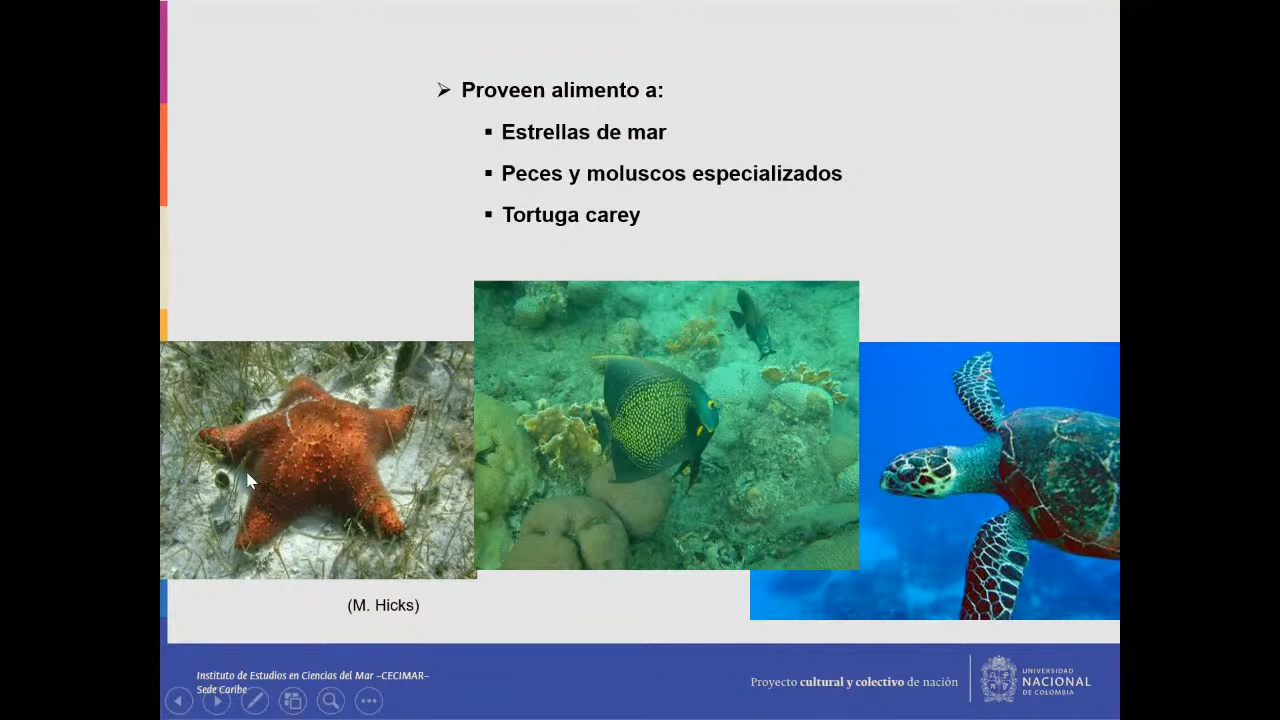 Proveen alimento a:
Estrellas de mar
Peces y moluscos especializados
Tortuga carey
(M. Hicks)
Instituto de Estudios en Ciencias del Mar –CECIMAR–
Sede Caribe
Proyecto cultural y colectivo de nación
UNIVERSIDAD
NACIONAL
DE COLOMBIA